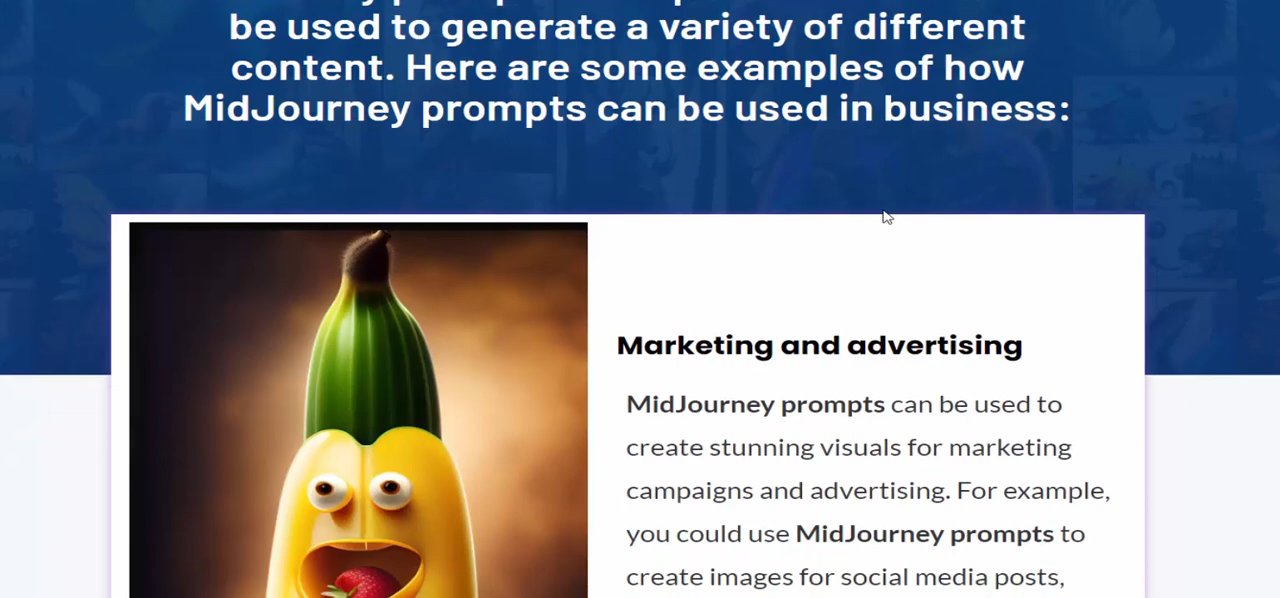 be used to generate a variety of different
content. Here are some examples of how
MidJourney prompts can be used in business:
Marketing and advertising
MidJourney prompts can be used to
create stunning visuals for marketing
campaigns and advertising. For example,
you could use MidJourney prompts to
create images for social media posts,